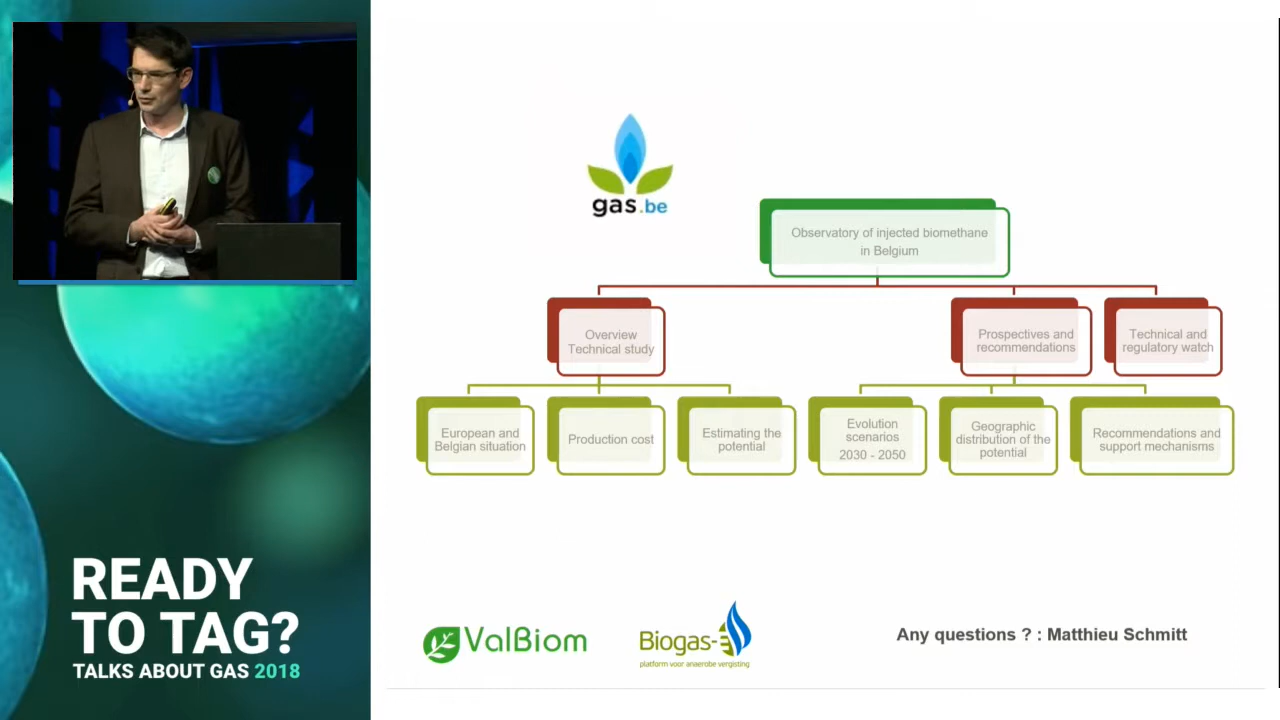 gas.be
Observatory of injected biomethane
in Belgium
Overview
Technical study
Prospectives and
recommendations
Technical and
regulatory watch
European and
Belgian situation
Production cost
Estimating the
potential
Evolution
scenarios
2030 - 2050
Geographic
distribution of the
potential
Recommendations and
support mechanisms
READY
TO TAG?
TALKS ABOUT GAS 2018
ValBiom
Biogas-E
platform voor anaerobe vergisting
Any questions ? : Matthieu Schmitt